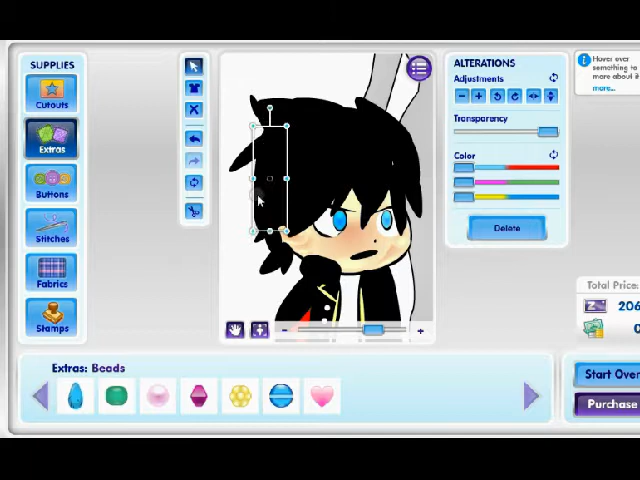 SUPPLIES
Cutouts
Extras
Buttons
Stitches
Fabrics
Stamps
ALTERATIONS
Adjustments
Transparency
Color
Delete
Hover over
something to
more about it
more...
Total Price:
Z 206
0
Start Over
Purchase
Extras: Beads